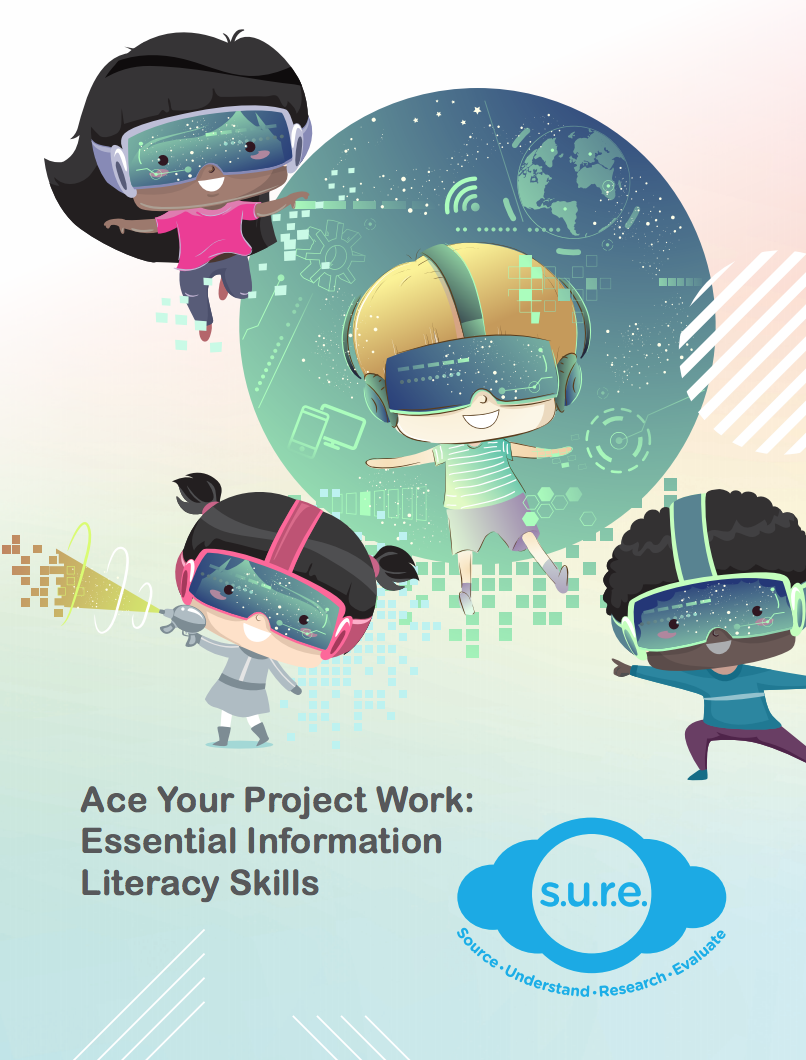 Ace Your Project Work:
Essential Information
Literacy Skills
s.u.r.e.
Source · Understand · Research · Evaluate